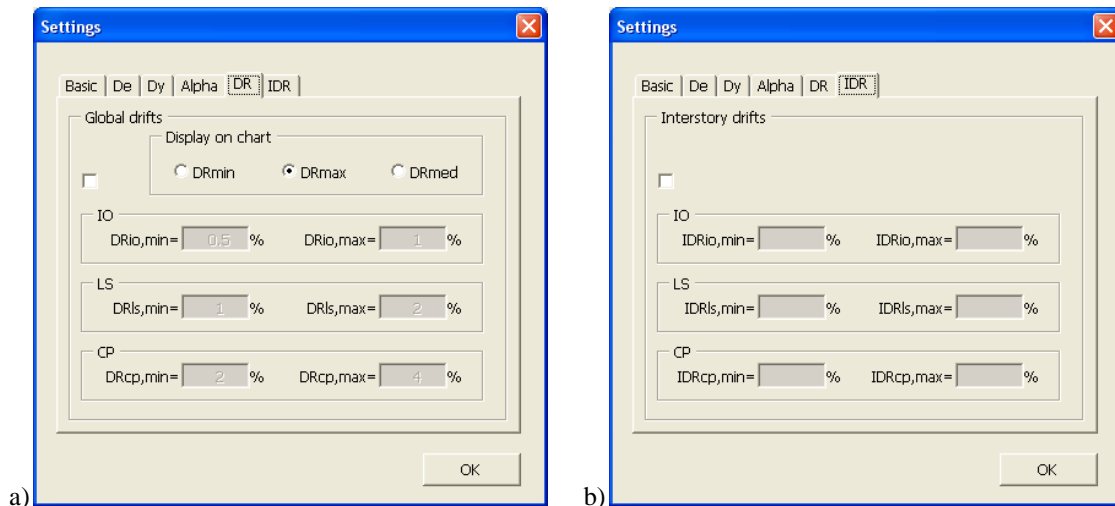 Settings
Basic De Dy Alpha DR IDR
Global drifts
Display on chart
DRmin DRmax DRmed
IO
DRio,min= 0.5 % DRio,max= 1 %
LS
DRls,min= 1 % DRls,max= 2 %
CP
DRcp,min= 2 % DRcp,max= 4 %
OK
a)
Settings
Basic De Dy Alpha DR IDR
Interstory drifts
IO
IDRio,min= % IDRio,max= %
LS
IDRls,min= % IDRls,max= %
CP
IDRcp,min= % IDRcp,max= %
OK
b)